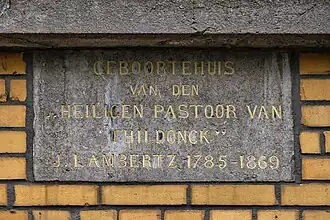 GEBOORTEHUIS
VAN DEN
„HEILIGEN PASTOOR VAN
THILDONCK"
J. LAMBERTZ, 1785-1869